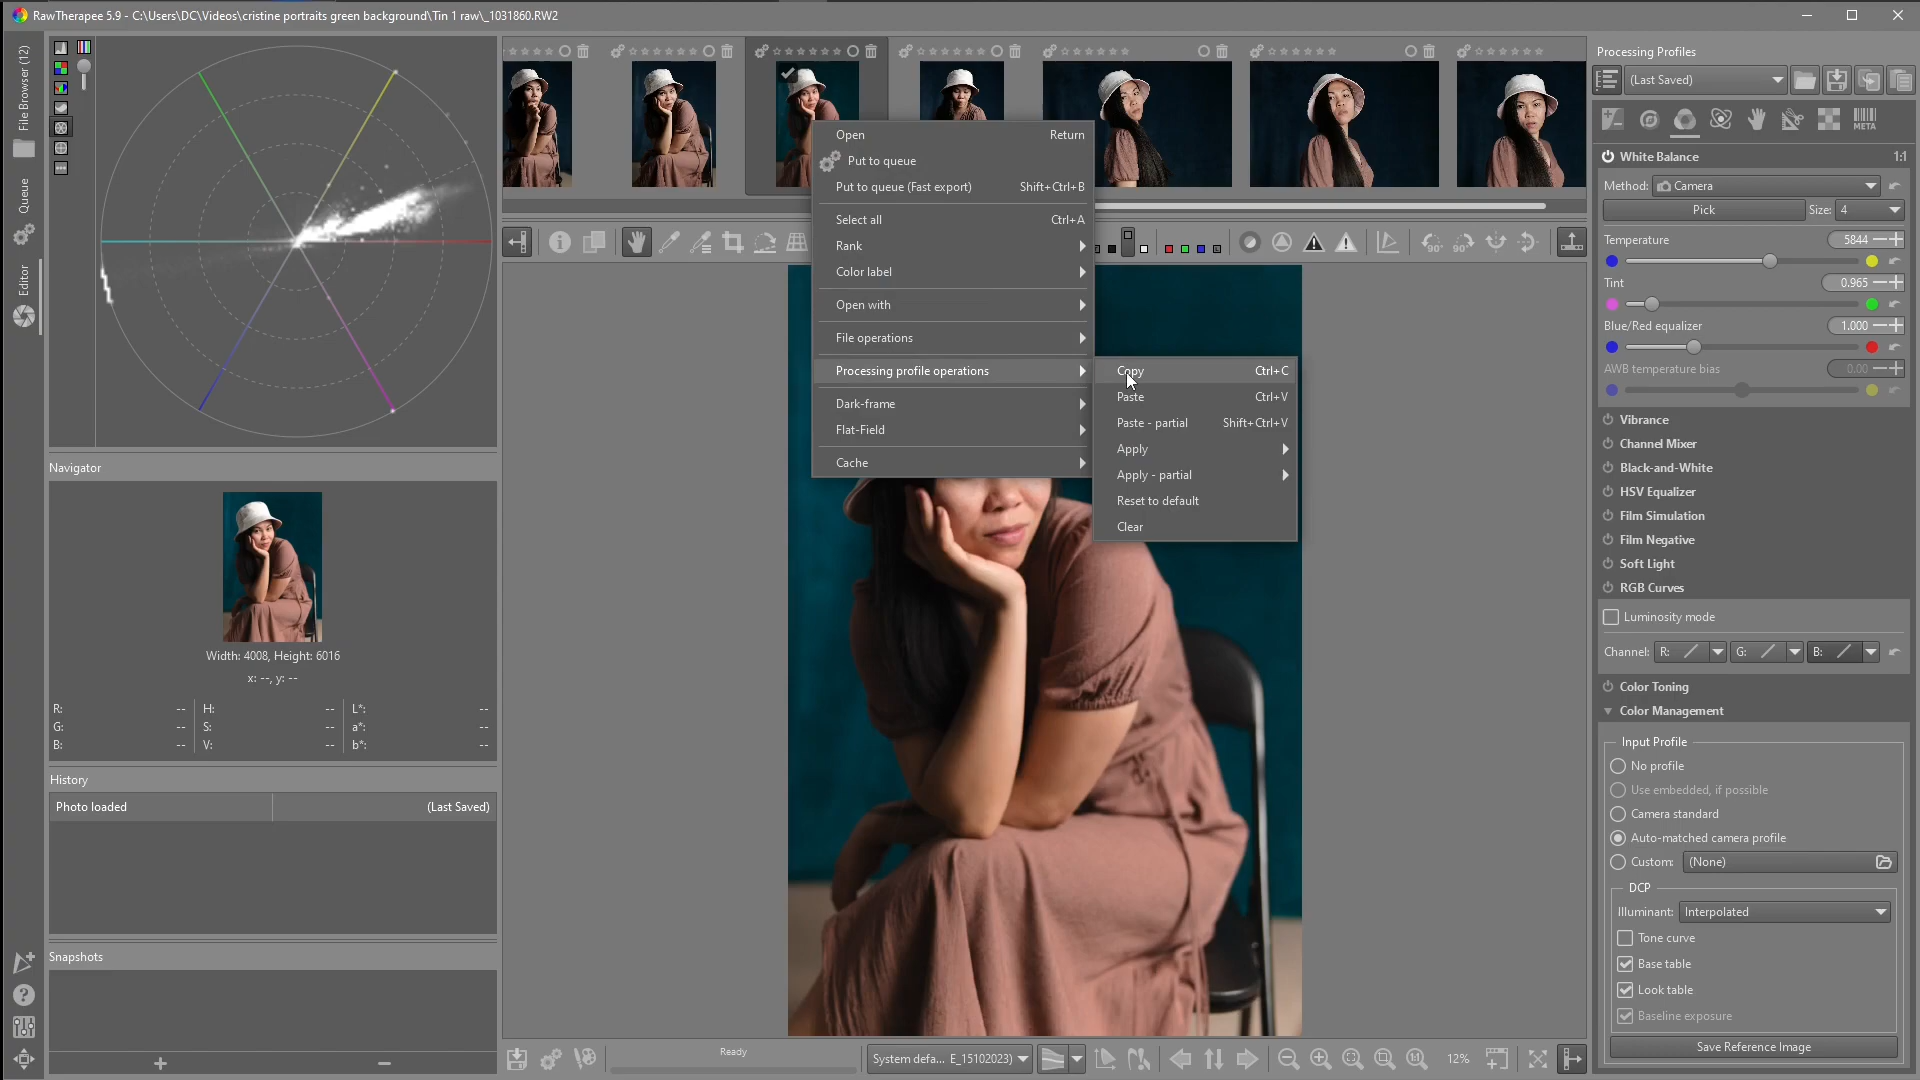 RawTherapee 5.9 - C:\Users\DC\Videos\cristine portraits green background\Tin 1 raw\_1031860.RW2
File Browser (12)
Queue
Editor
Open Return
Put to queue
Put to queue (Fast export) Shift+Ctrl+B
Select all Ctrl+A
Rank
Color label
Open with
File operations
Processing profile operations
Dark-frame
Flat-Field
Cache
Copy Ctrl+C
Paste Ctrl+V
Paste - partial Shift+Ctrl+V
Apply
Apply - partial
Reset to default
Clear
Navigator
Width: 4008, Height: 6016
x: --, y: --
R: -- H: -- L*: --
G: -- S: -- a*: --
B: -- V: -- b*: --
History
Photo loaded (Last Saved)
Snapshots
Ready
System defa... E_15102023)
12%
90°
90°
Processing Profiles
(Last Saved)
META
White Balance 1:1
Method: Camera
Pick Size: 4
Temperature 5844
Tint 0.965
Blue/Red equalizer 1.000
AWB temperature bias 0.00
Vibrance
Channel Mixer
Black-and-White
HSV Equalizer
Film Simulation
Film Negative
Soft Light
RGB Curves
Luminosity mode
Channel: R: G: B:
Color Toning
Color Management
Input Profile
No profile
Use embedded, if possible
Camera standard
Auto-matched camera profile
Custom: (None)
DCP
Illuminant: Interpolated
Tone curve
Base table
Look table
Baseline exposure
Save Reference Image